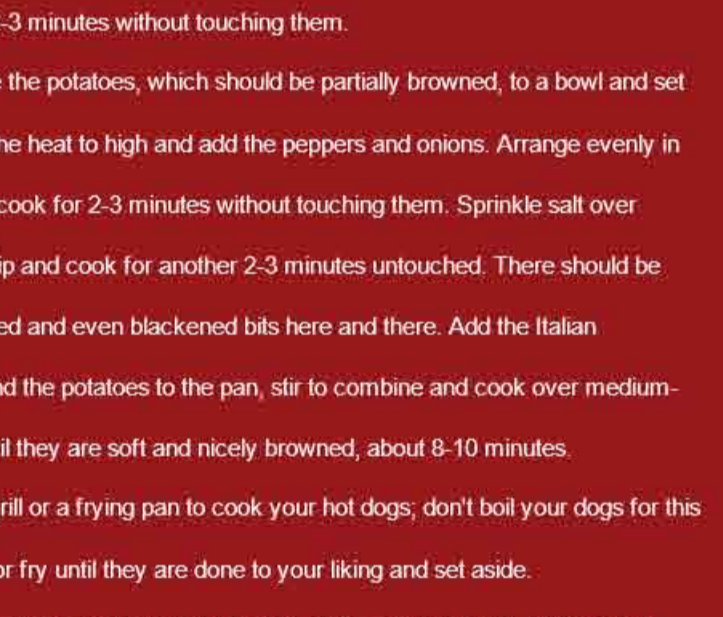 -3 minutes without touching them.
the potatoes, which should be partially browned, to a bowl and set
he heat to high and add the peppers and onions. Arrange evenly in
cook for 2-3 minutes without touching them. Sprinkle salt over
ip and cook for another 2-3 minutes untouched. There should be
ed and even blackened bits here and there. Add the Italian
nd the potatoes to the pan, stir to combine and cook over medium-
il they are soft and nicely browned, about 8-10 minutes.
rill or a frying pan to cook your hot dogs; don't boil your dogs for this
or fry until they are done to your liking and set aside.